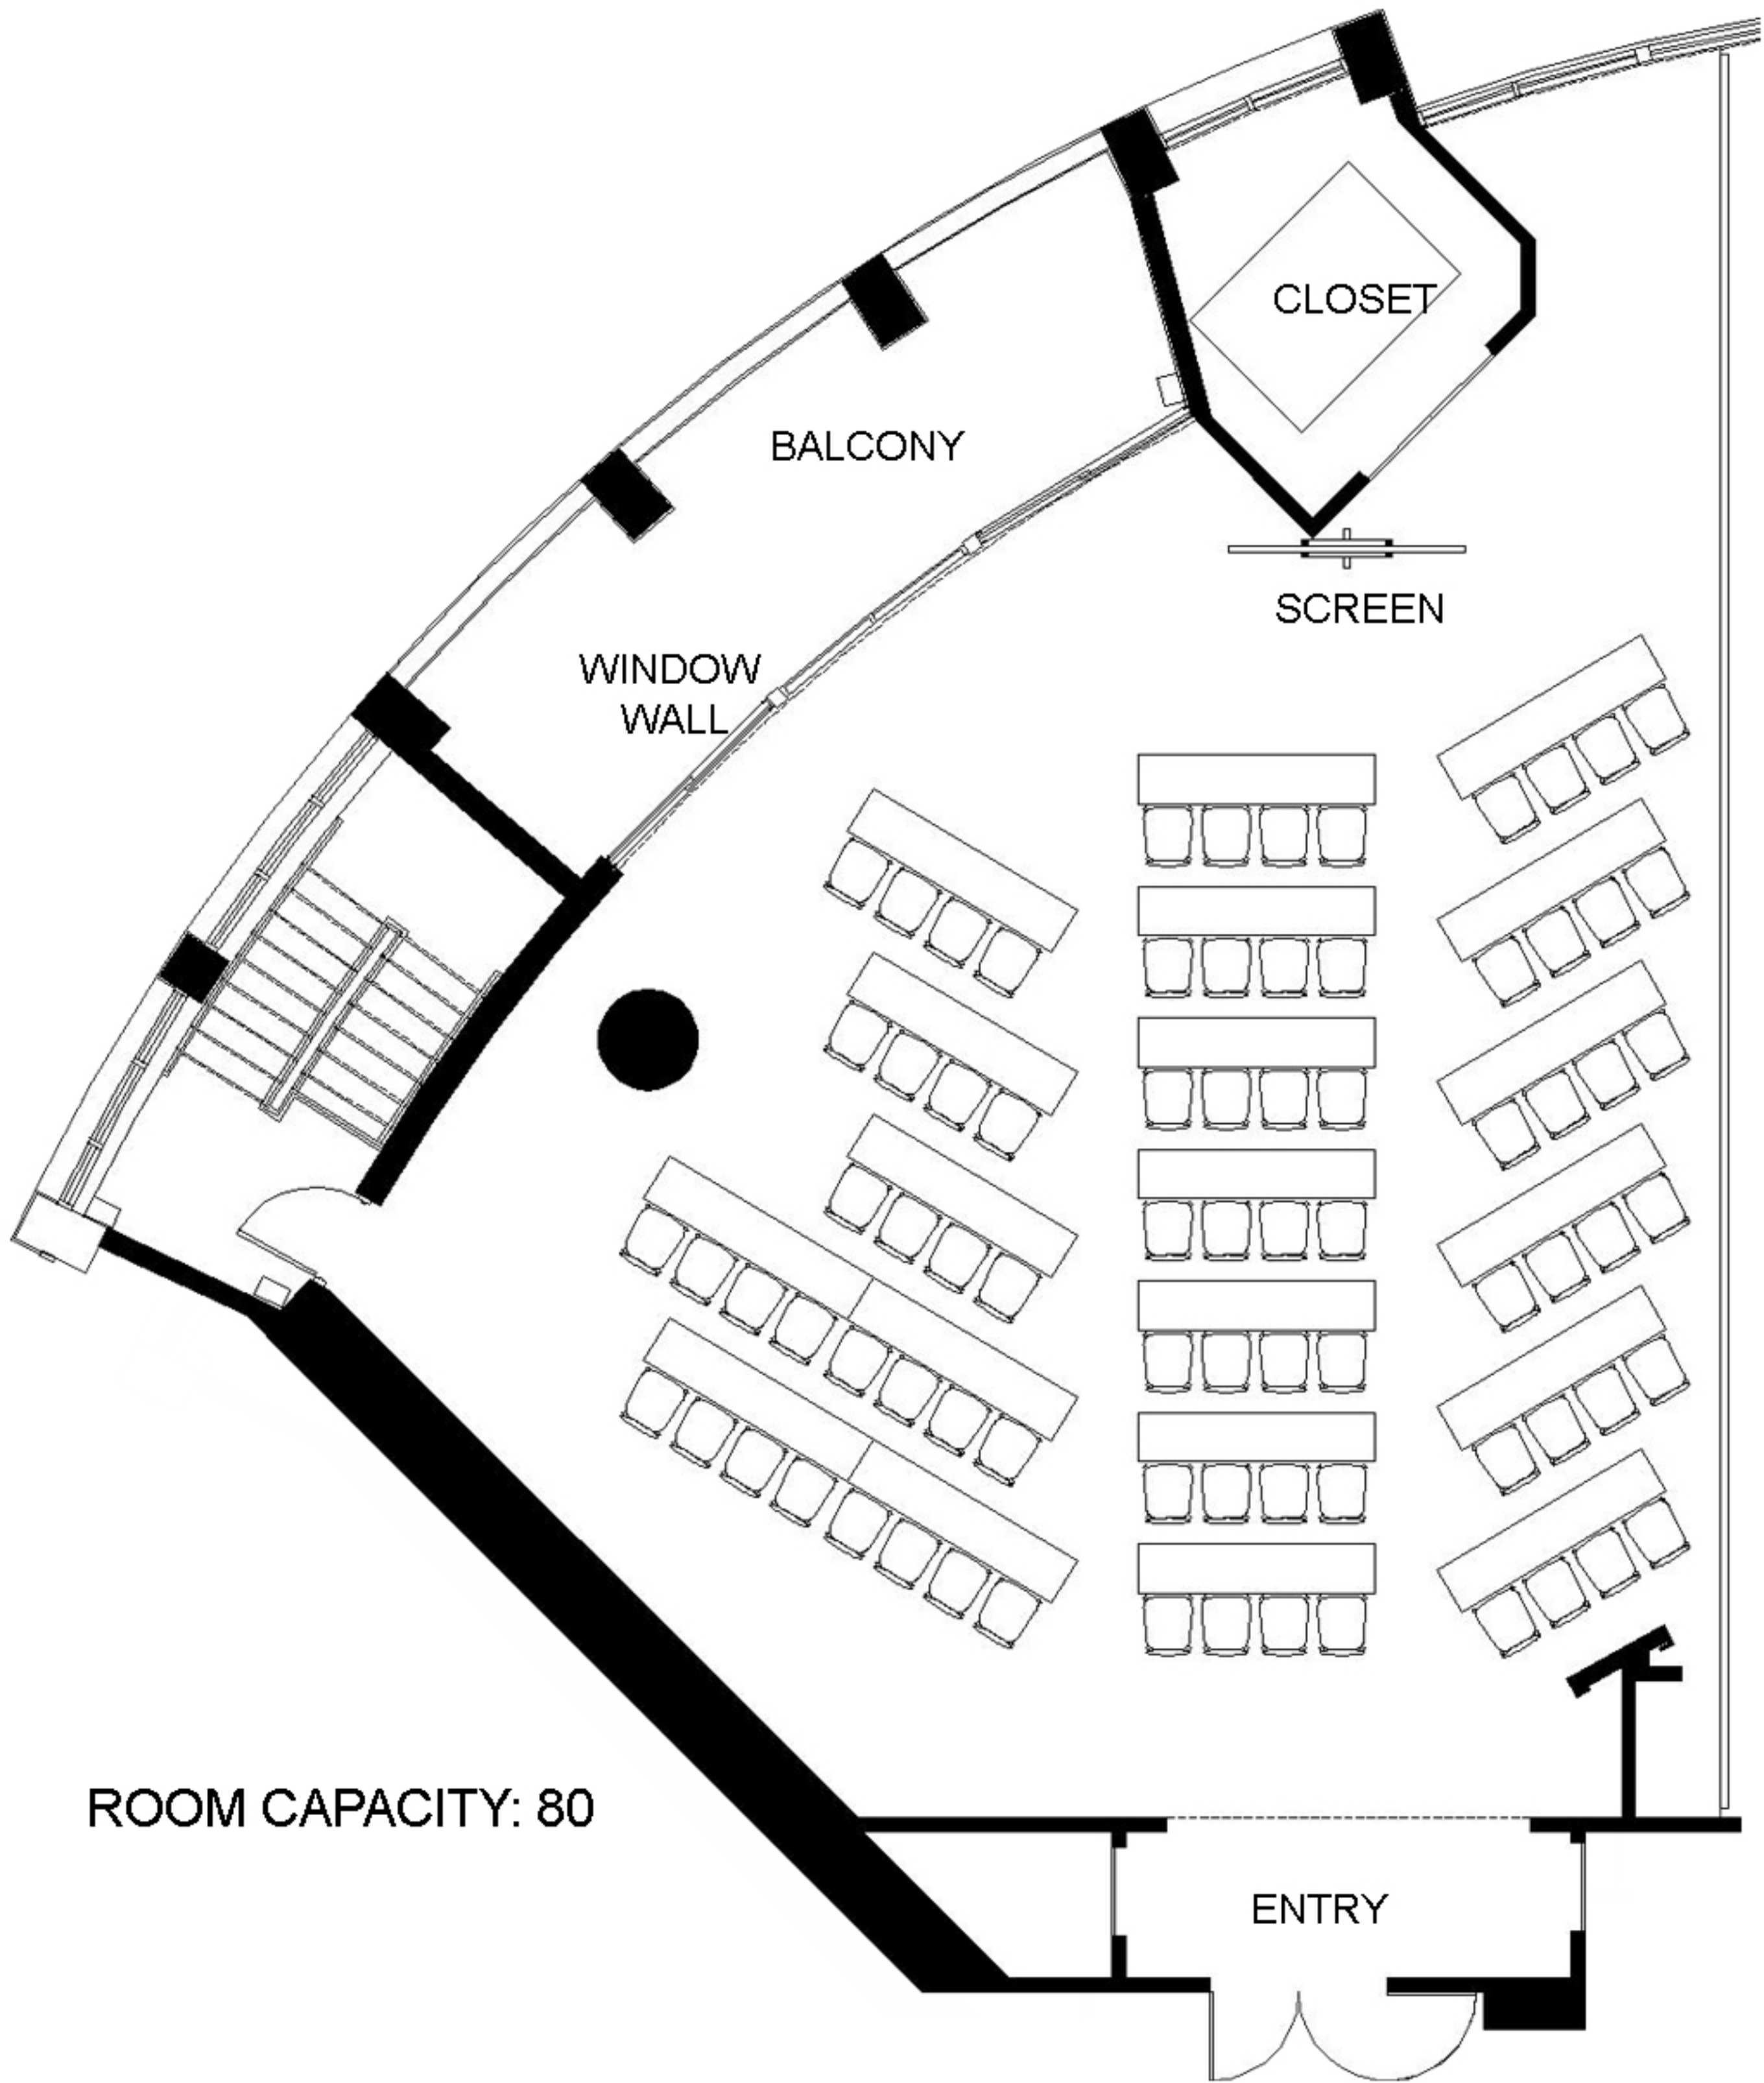 CLOSET
BALCONY
SCREEN
WINDOW
WALL
ROOM CAPACITY: 80
ENTRY